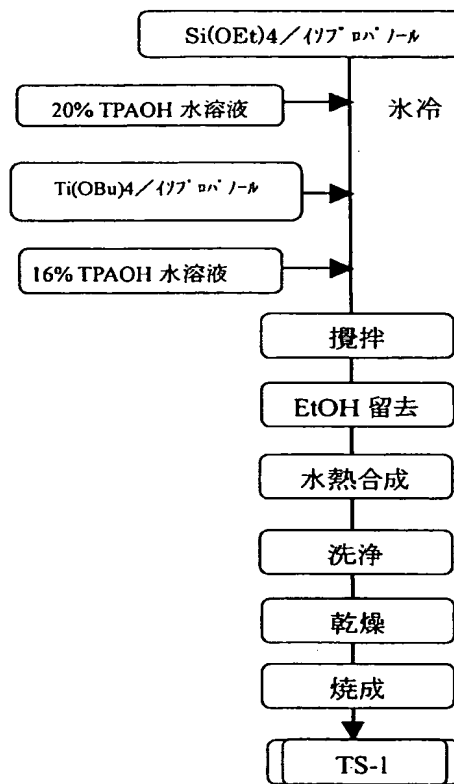 Si(OEt)4/ｲｿﾌﾟﾛﾊﾟﾉｰﾙ
20% TPAOH 水溶液
氷冷
Ti(OBu)4/ｲｿﾌﾟﾛﾊﾟﾉｰﾙ
16% TPAOH 水溶液
攪拌
EtOH 留去
水熱合成
洗浄
乾燥
焼成
TS-1